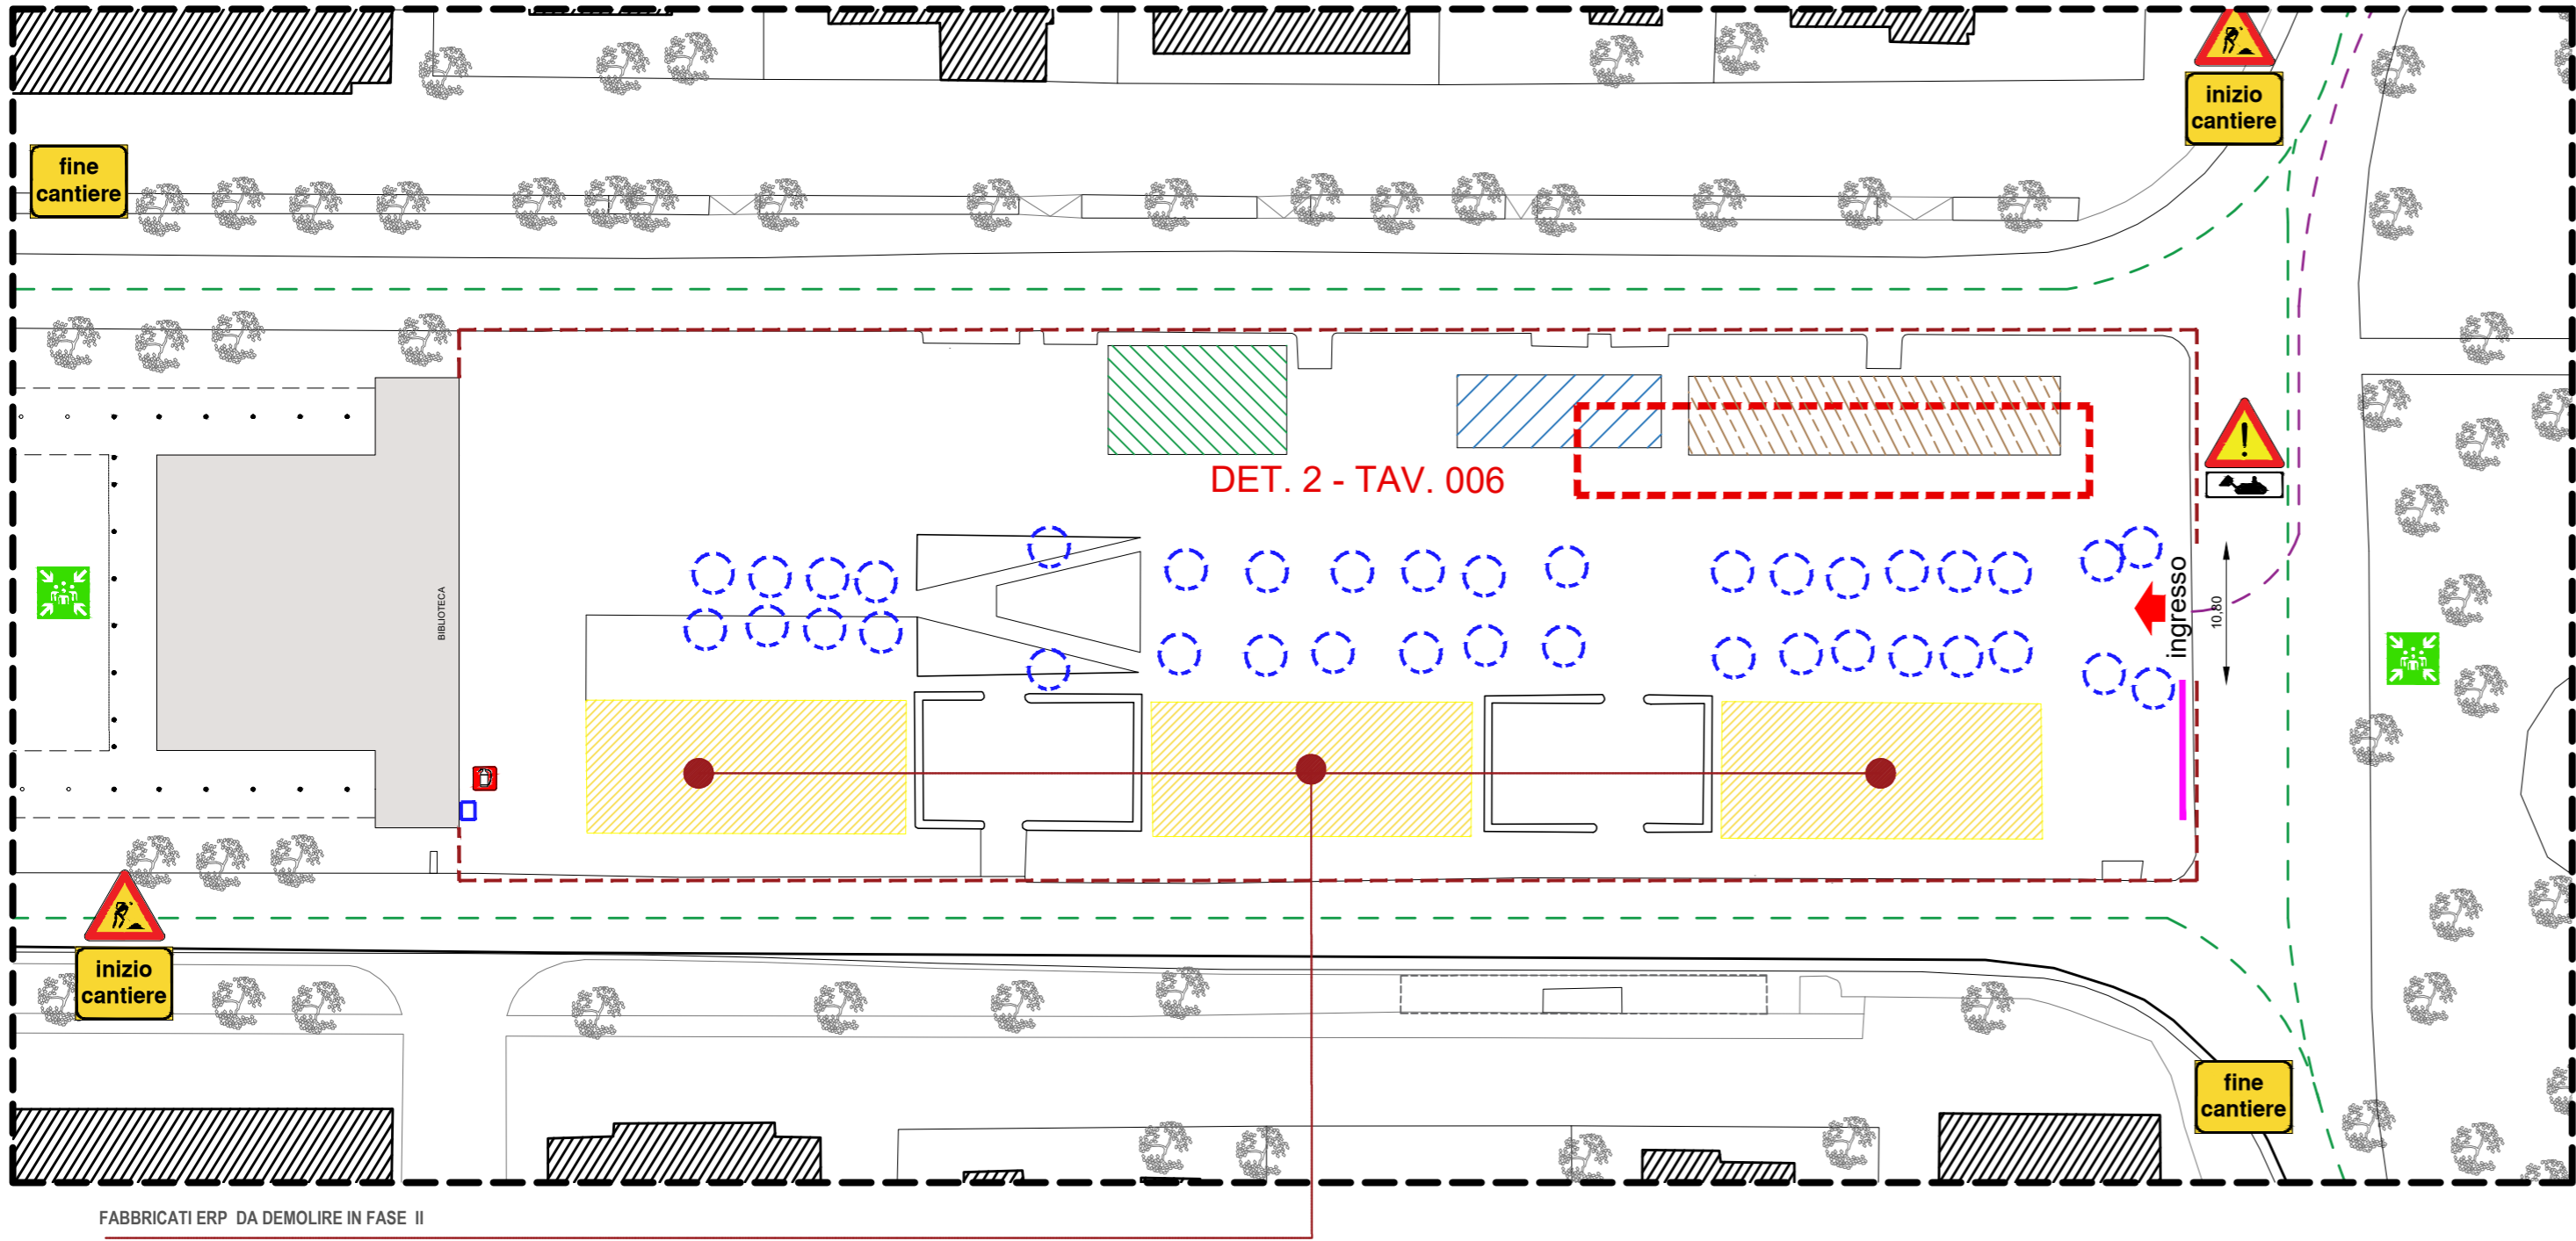 inizio
cantiere
fine
cantiere
DET. 2 - TAV. 006
BIBLIOTECA
ingresso
10,80
inizio
cantiere
fine
cantiere
FABBRICATI ERP DA DEMOLIRE IN FASE II